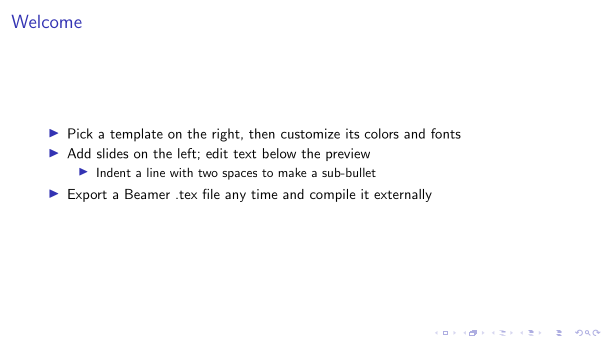 Welcome
Pick a template on the right, then customize its colors and fonts
Add slides on the left; edit text below the preview
Indent a line with two spaces to make a sub-bullet
Export a Beamer .tex file any time and compile it externally